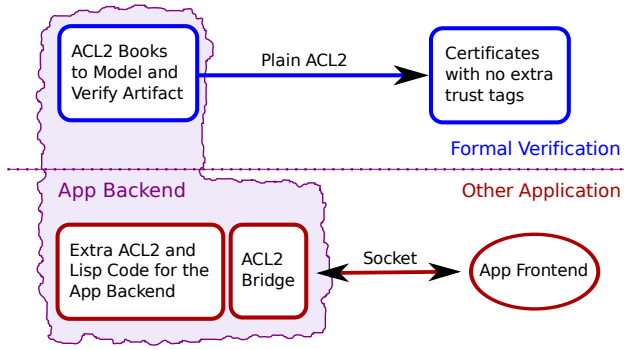 ACL2 Books
to Model and
Verify Artifact
Plain ACL2
Certificates
with no extra
trust tags
Formal Verification
App Backend
Other Application
Extra ACL2 and
Lisp Code for the
App Backend
ACL2
Bridge
Socket
App Frontend